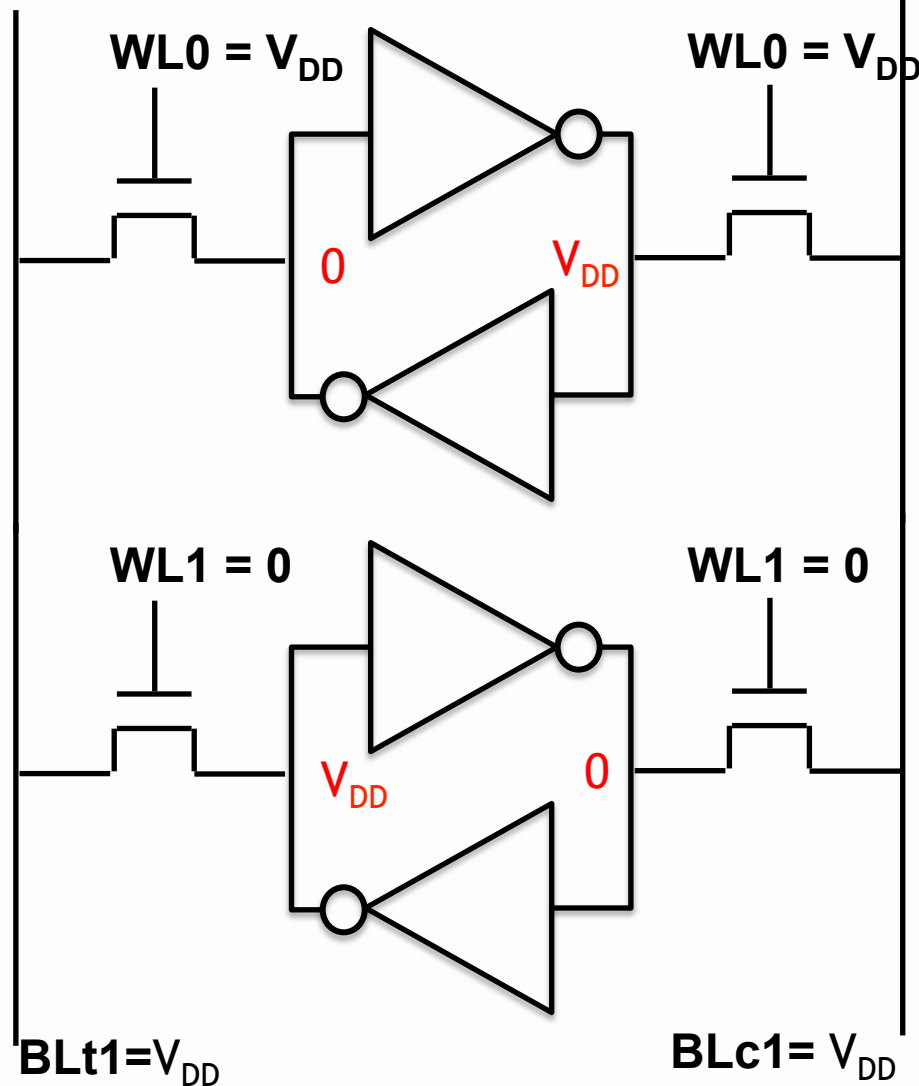 WL0 = VDD WL0 = VDD
0 VDD
WL1 = 0 WL1 = 0
VDD 0
BLt1=VDD BLc1= VDD